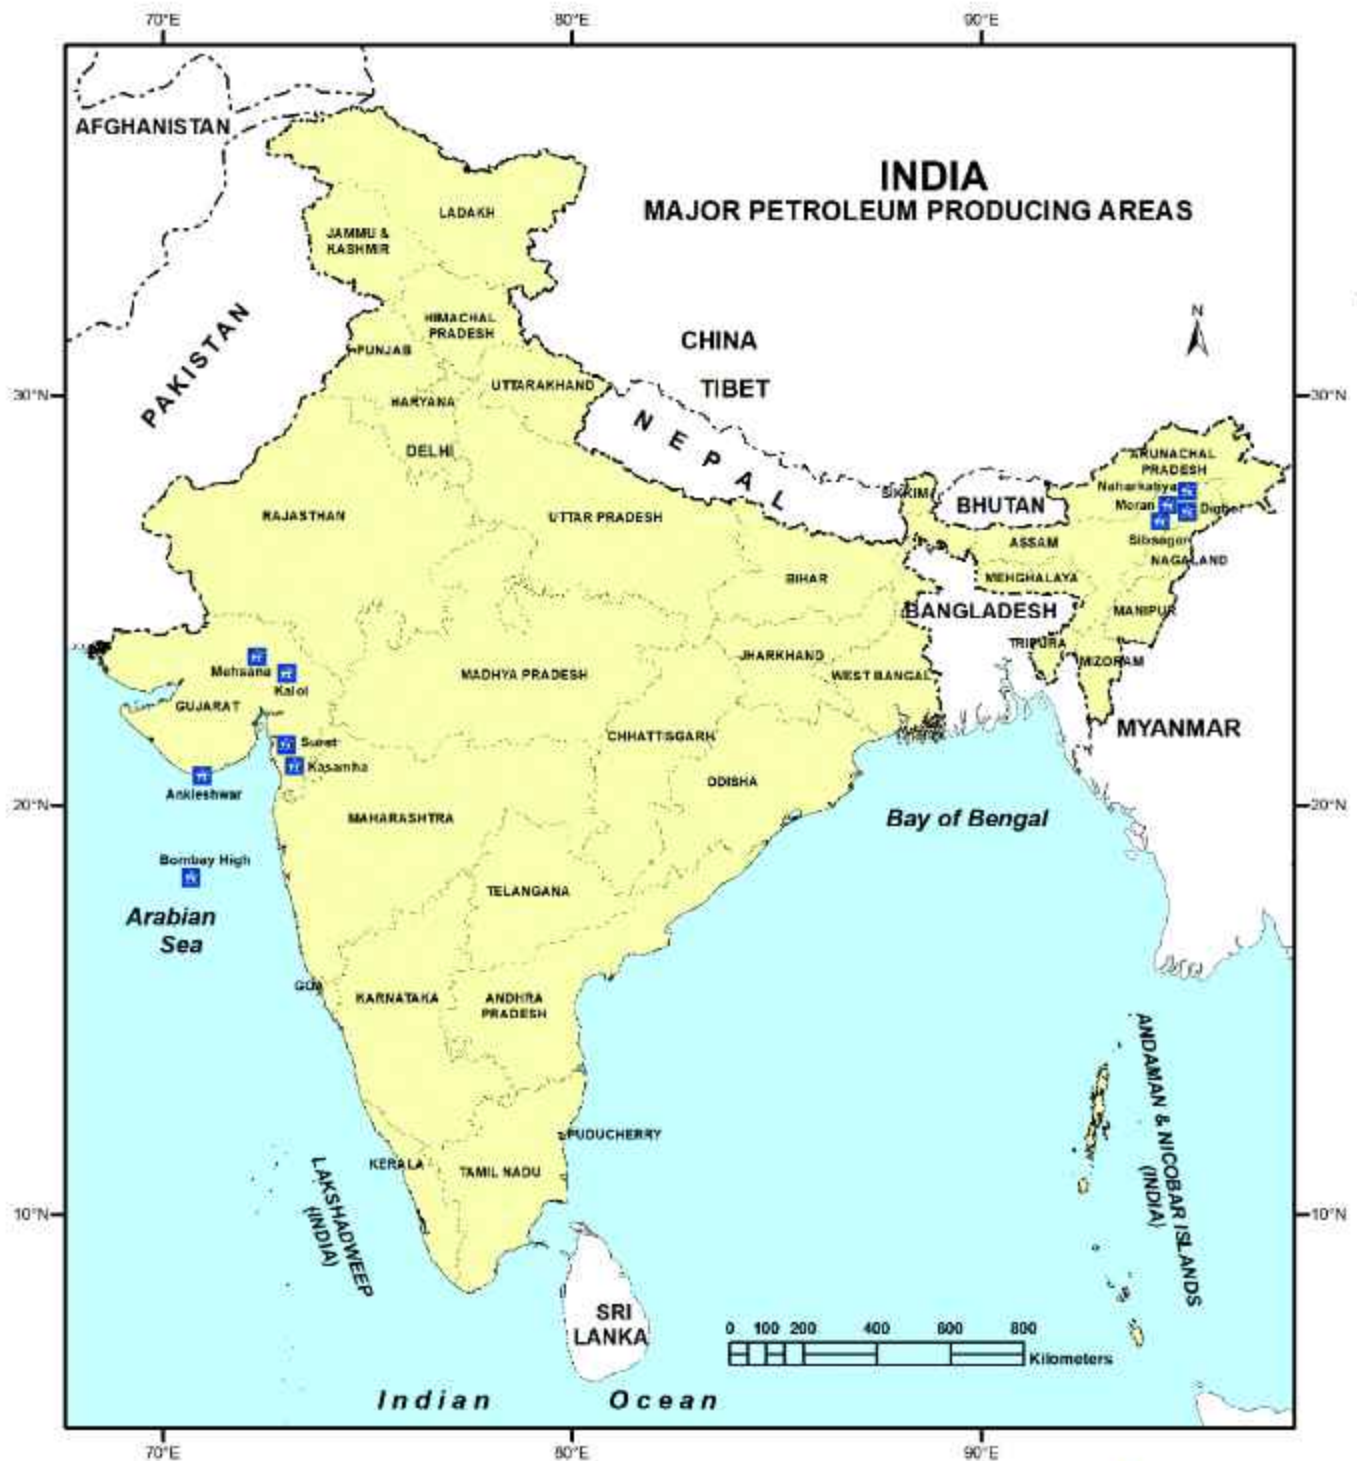 70°E
80°E
90°E
AFGHANISTAN
INDIA
MAJOR PETROLEUM PRODUCING AREAS
LADAKH
JAMMU &
KASHMIR
N
HIMACHAL
PRADESH
PUNJAB
CHINA
TIBET
PAKISTAN
UTTARAKHAND
30°N
30°N
HARYANA
DELHI
NEPAL
ARUNACHAL
PRADESH
Naharkatiya
SIKKIM
BHUTAN
Moran
Digboi
RAJASTHAN
UTTAR PRADESH
ASSAM
Sibsagar
NAGALAND
BIHAR
MEHGHALAYA
BANGLADESH
MANIPUR
TRIPURA
MIZORAM
JHARKHAND
WEST BENGAL
Mehsana
Kalol
MADHYA PRADESH
GUJARAT
MYANMAR
Surat
CHHATTISGARH
Kasamba
ODISHA
Ankleshwar
20°N
20°N
MAHARASHTRA
Bay of Bengal
Bombay High
TELANGANA
Arabian
Sea
GOA
KARNATAKA
ANDHRA
PRADESH
ANDAMAN & NICOBAR ISLANDS
(INDIA)
PUDUCHERRY
KERALA
TAMIL NADU
LAKSHADWEEP
(INDIA)
10°N
10°N
SRI
LANKA
0 100 200 400 600 800
Kilometers
Indian Ocean
70°E
80°E
90°E